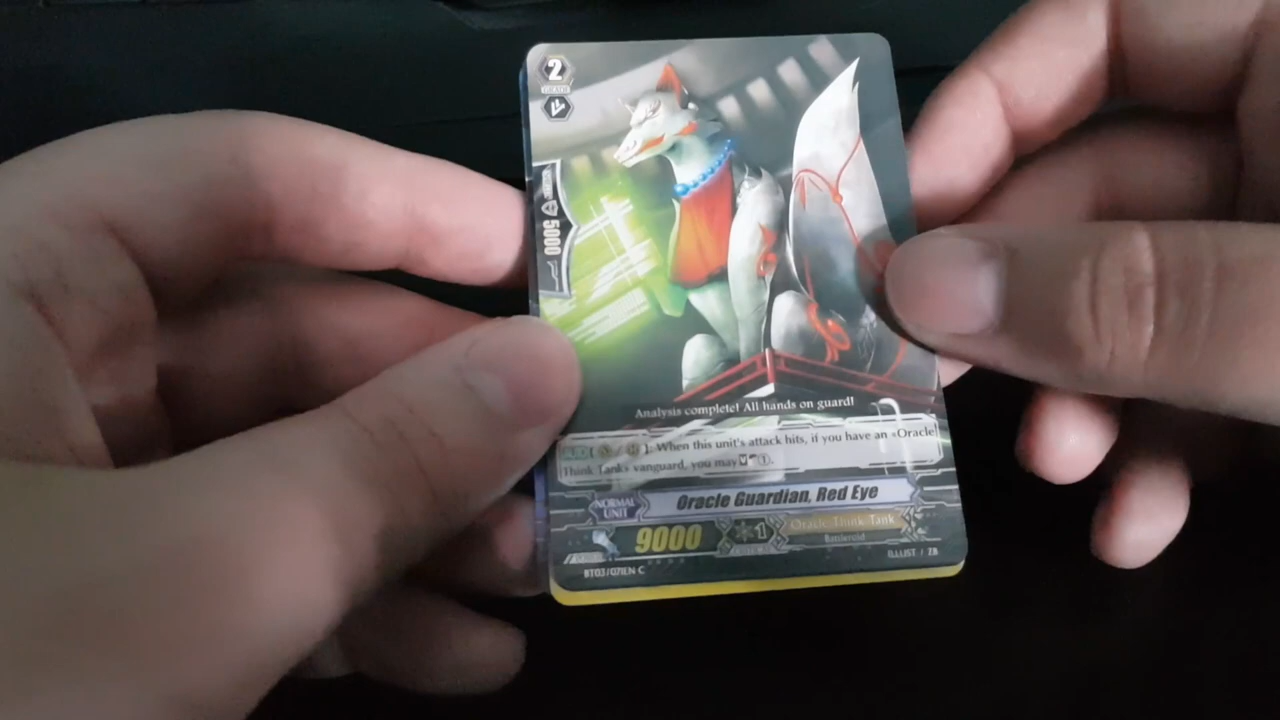 2
GRADE
5000
Analysis complete! All hands on guard!
AUTO [ / ]: When this unit's attack hits, if you have an «Oracle
Think Tank» vanguard, you may ①.
NORMAL
UNIT
Oracle Guardian, Red Eye
9000
1
Oracle Think Tank
Battleroid
BT03/071EN C
ILLUST / ZB